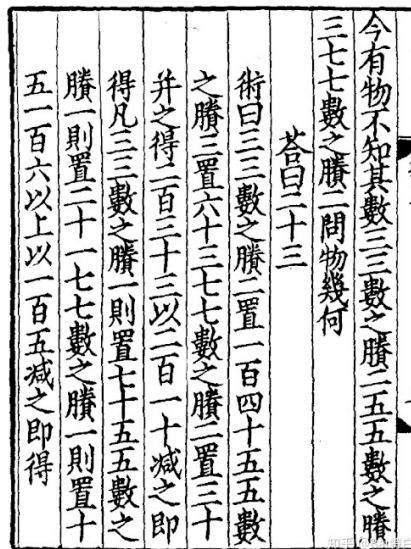 今有物不知其數三三數之賸二五五數之賸
三七七數之賸二問物幾何
荅曰二十三
術曰三三數之賸二置一百四十五五數
之賸三置六十三七七數之賸二置三十
并之得二百三十三以二百一十减之即
得凡三三數之賸一則置七十五五數之
賸一則置二十一七七數之賸一則置十
五一百六以上以一百五减之即得